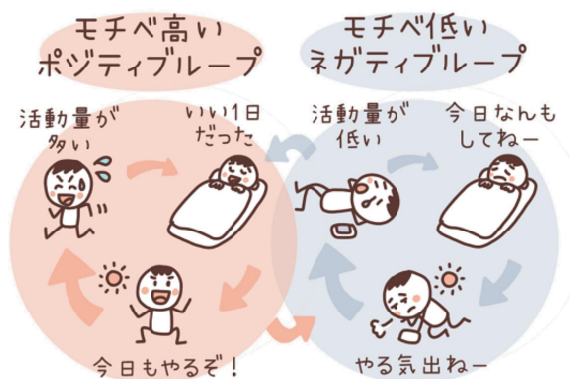 モチベ高い
ポジティブループ
活動量が
多い
いい1日
だった
今日もやるぞ！
モチベ低い
ネガティブループ
活動量が
低い
今日なんも
してねー
やる気出ねー